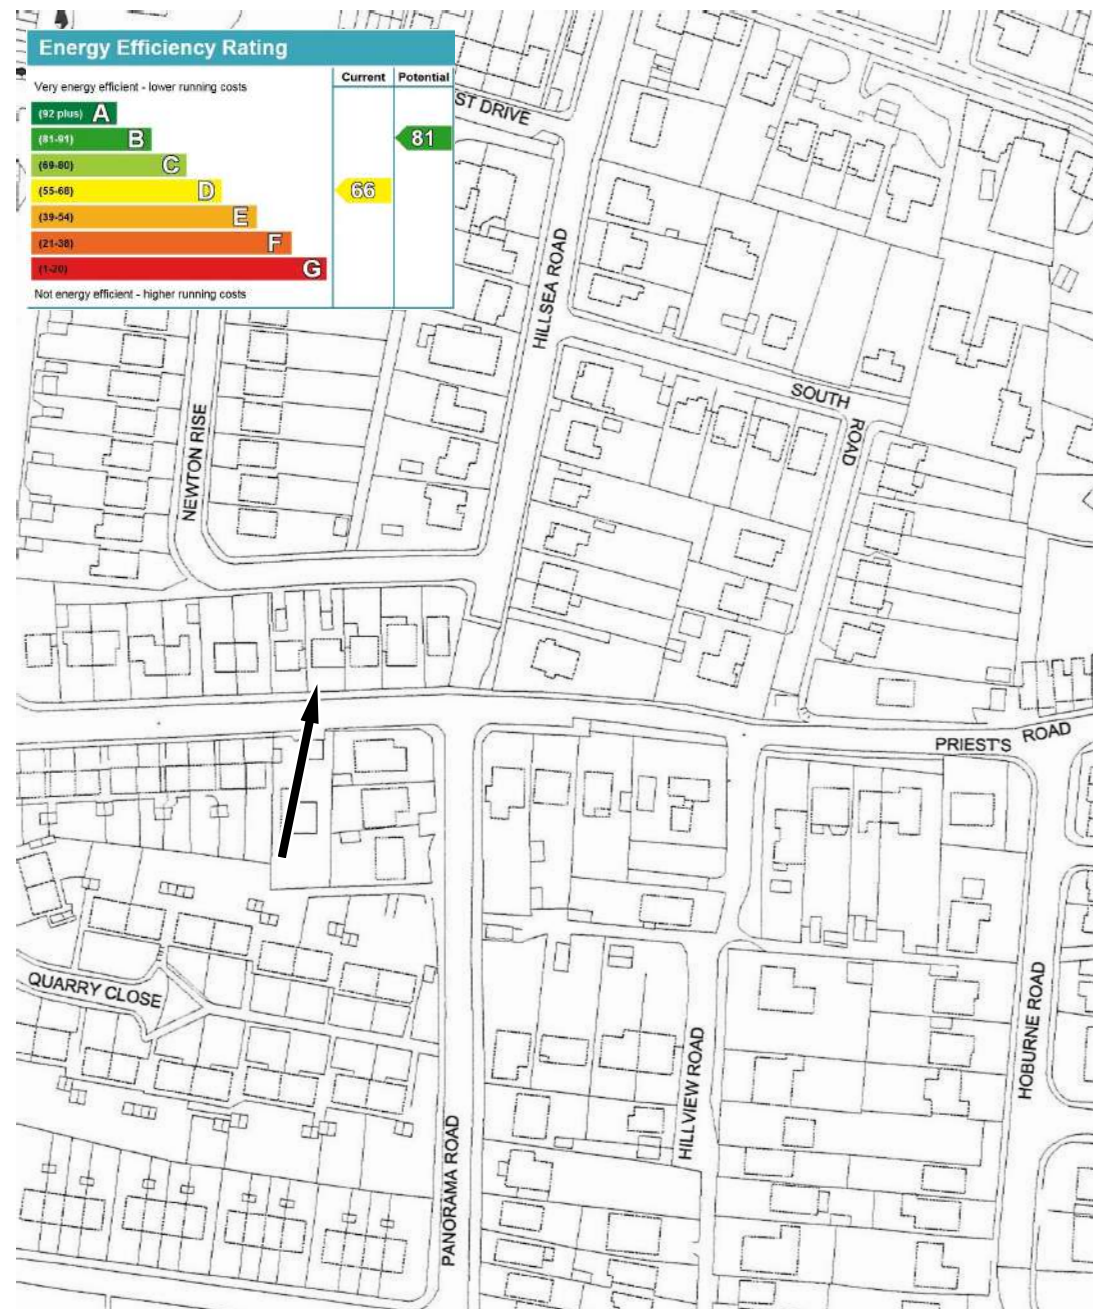 Energy Efficiency Rating
Current Potential
Very energy efficient - lower running costs
(92 plus) A
(81-91) B
81
(69-80) C
(55-68) D
66
(39-54) E
(21-38) F
(1-20) G
Not energy efficient - higher running costs
ST DRIVE
HILLSEA ROAD
SOUTH
ROAD
NEWTON RISE
PRIEST'S ROAD
QUARRY CLOSE
PANORAMA ROAD
HILLVIEW ROAD
HOBURNE ROAD